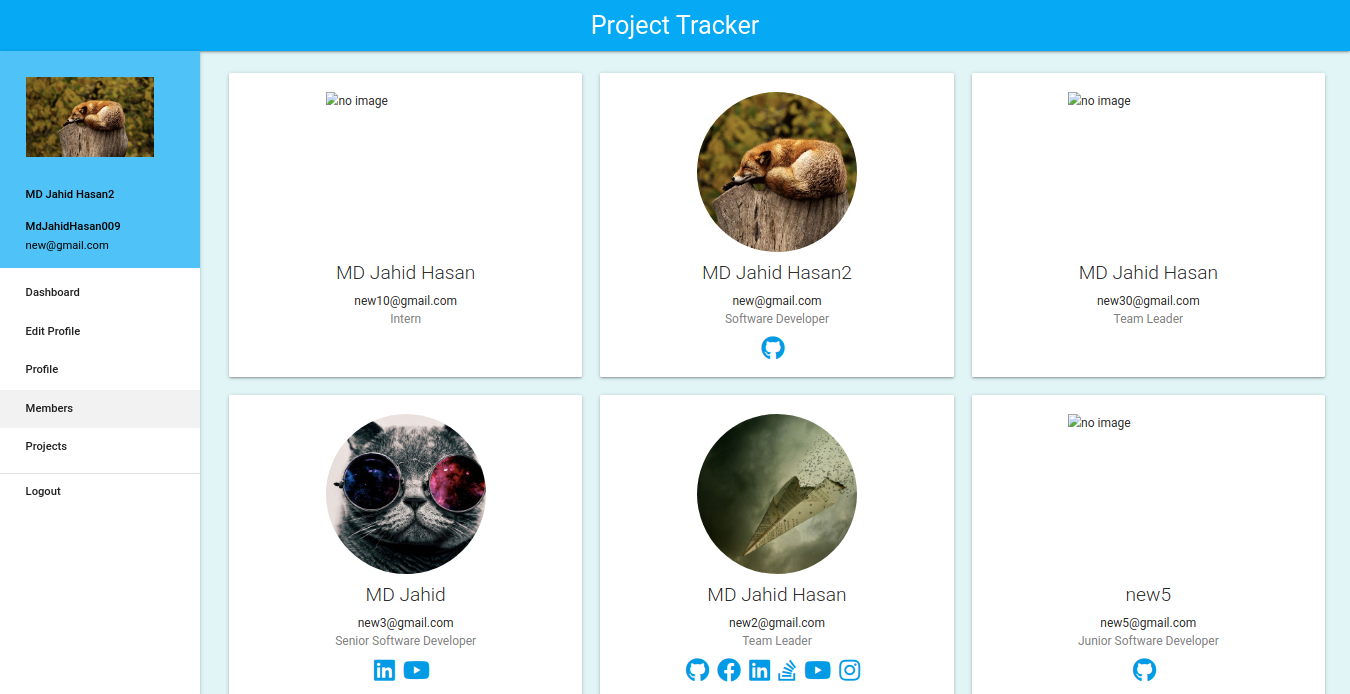 Project Tracker
MD Jahid Hasan2
MdJahidHasan009
new@gmail.com
Dashboard
Edit Profile
Profile
Members
Projects
Logout
no image
MD Jahid Hasan
new10@gmail.com
Intern
MD Jahid Hasan2
new@gmail.com
Software Developer
no image
MD Jahid Hasan
new30@gmail.com
Team Leader
MD Jahid
new3@gmail.com
Senior Software Developer
in
MD Jahid Hasan
new2@gmail.com
Team Leader
in
no image
new5
new5@gmail.com
Junior Software Developer